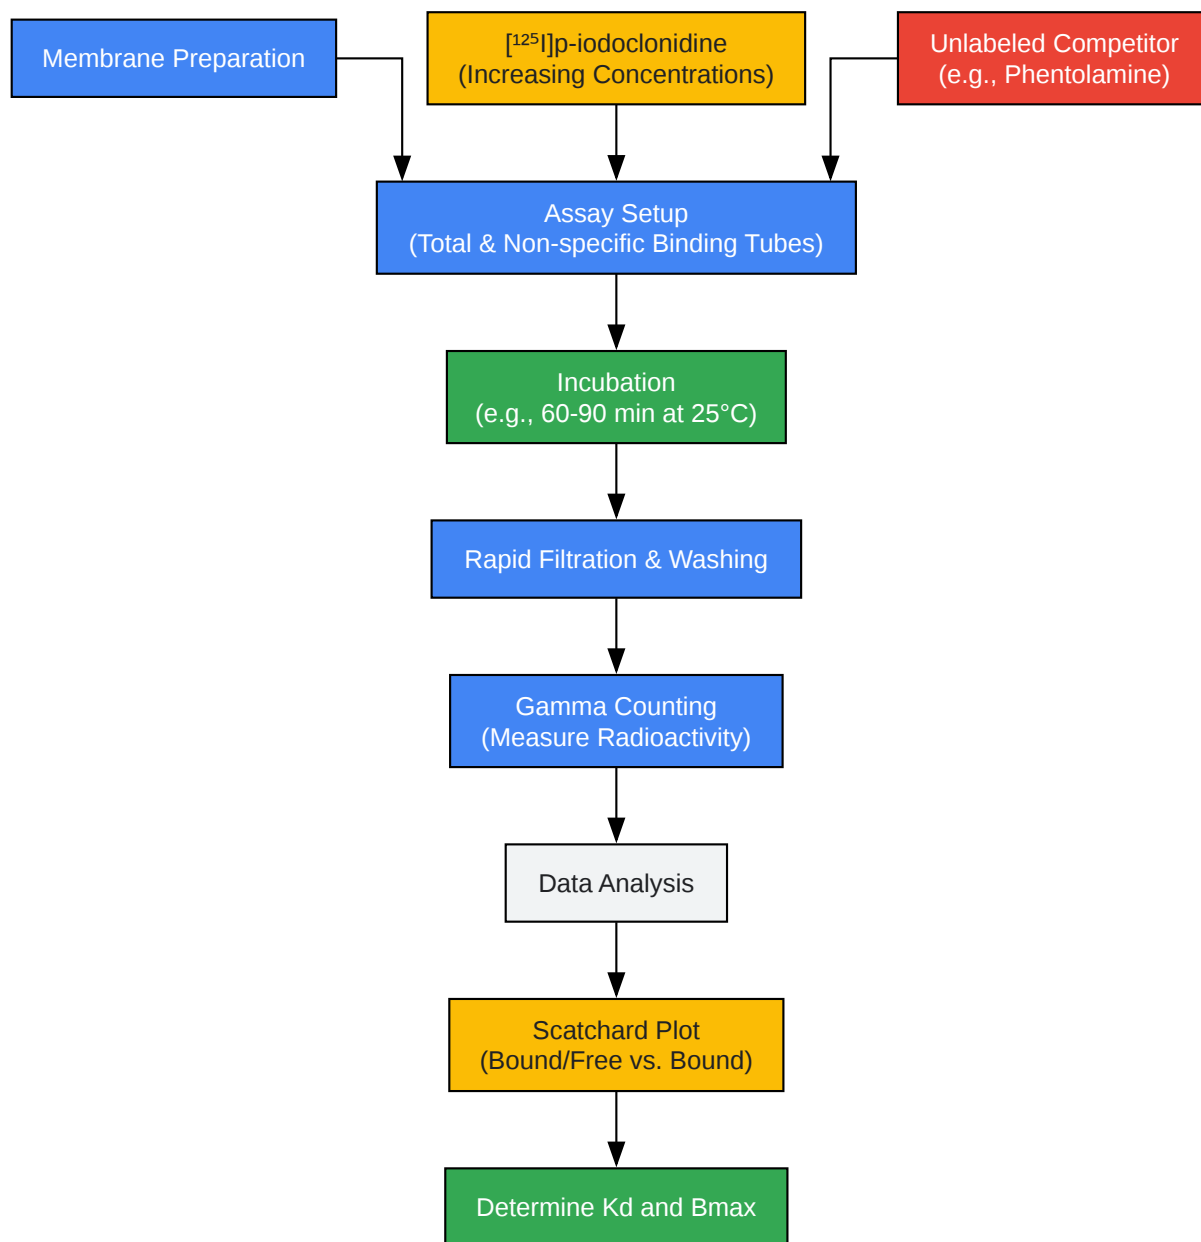 Membrane Preparation
[¹²⁵I]p-iodoclonidine
(Increasing Concentrations)
Unlabeled Competitor
(e.g., Phentolamine)
Assay Setup
(Total & Non-specific Binding Tubes)
Incubation
(e.g., 60-90 min at 25°C)
Rapid Filtration & Washing
Gamma Counting
(Measure Radioactivity)
Data Analysis
Scatchard Plot
(Bound/Free vs. Bound)
Determine Kd and Bmax